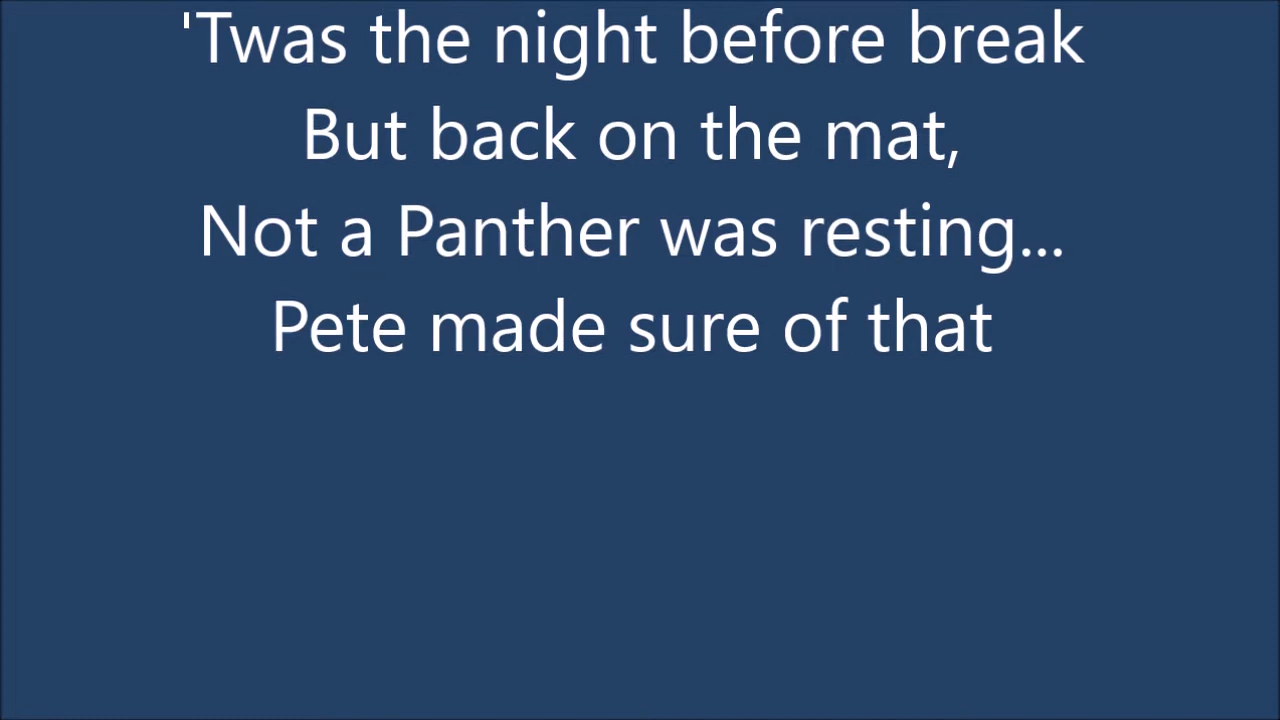 'Twas the night before break
But back on the mat,
Not a Panther was resting...
Pete made sure of that